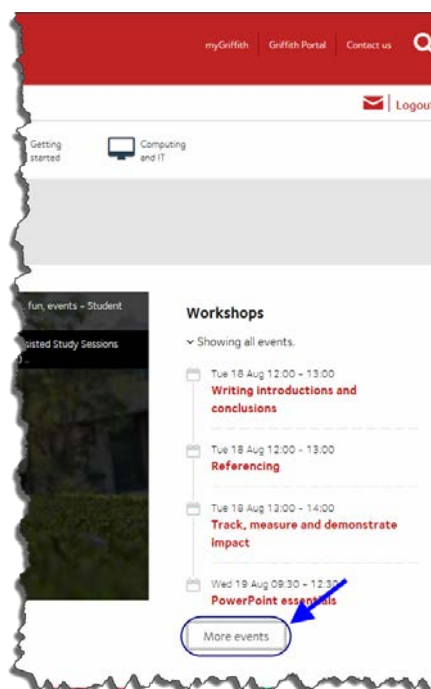 myGriffith Griffith Portal Contact us
Logout
Getting
started
Computing
and IT
fun, events – Student
Study Sessions
Workshops
Showing all events.
Tue 18 Aug 12:00 – 13:00
Writing introductions and
conclusions
Tue 18 Aug 12:00 – 13:00
Referencing
Tue 18 Aug 13:00 – 14:00
Track, measure and demonstrate
impact
Wed 19 Aug 09:30 – 12:30
PowerPoint essentials
More events